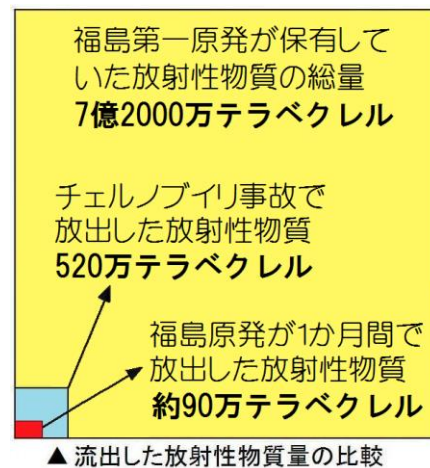 福島第一原発が保有して
いた放射性物質の総量
7億2000万テラベクレル
チェルノブイリ事故で
放出した放射性物質
520万テラベクレル
福島原発が1か月間で
放出した放射性物質
約90万テラベクレル
▲ 流出した放射性物質量の比較